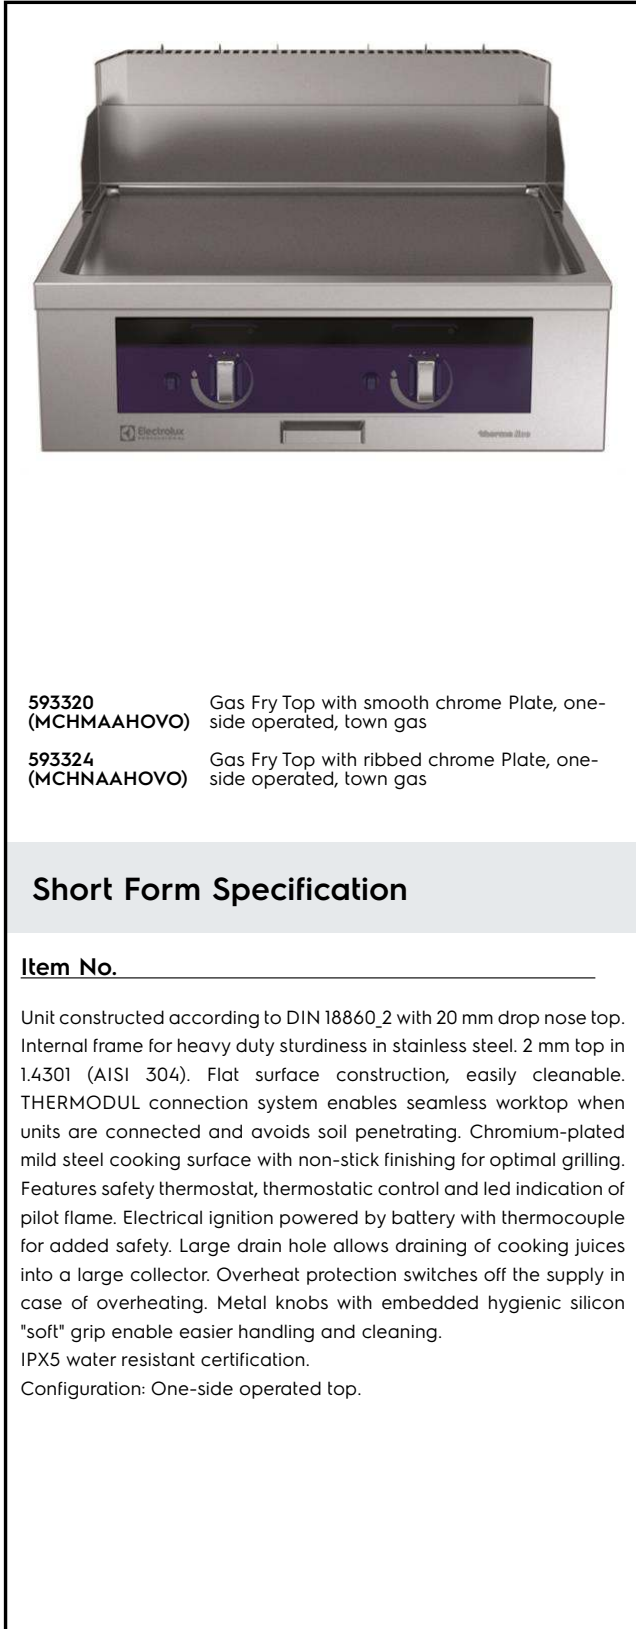 Electrolux
PROFESSIONAL
thermaline
593320
(MCHMAAHOVO)
Gas Fry Top with smooth chrome Plate, one-
side operated, town gas
593324
(MCHNAAHOVO)
Gas Fry Top with ribbed chrome Plate, one-
side operated, town gas
Short Form Specification
Item No.
Unit constructed according to DIN 18860_2 with 20 mm drop nose top.
Internal frame for heavy duty sturdiness in stainless steel. 2 mm top in
1.4301 (AISI 304). Flat surface construction, easily cleanable.
THERMODUL connection system enables seamless worktop when
units are connected and avoids soil penetrating. Chromium-plated
mild steel cooking surface with non-stick finishing for optimal grilling.
Features safety thermostat, thermostatic control and led indication of
pilot flame. Electrical ignition powered by battery with thermocouple
for added safety. Large drain hole allows draining of cooking juices
into a large collector. Overheat protection switches off the supply in
case of overheating. Metal knobs with embedded hygienic silicon
"soft" grip enable easier handling and cleaning.
IPX5 water resistant certification.
Configuration: One-side operated top.